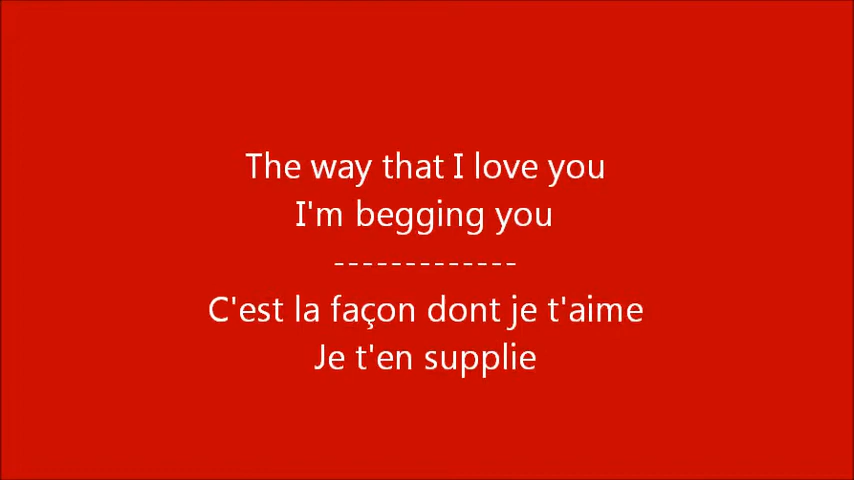 The way that I love you
I'm begging you
-------------
C'est la façon dont je t'aime
Je t'en supplie